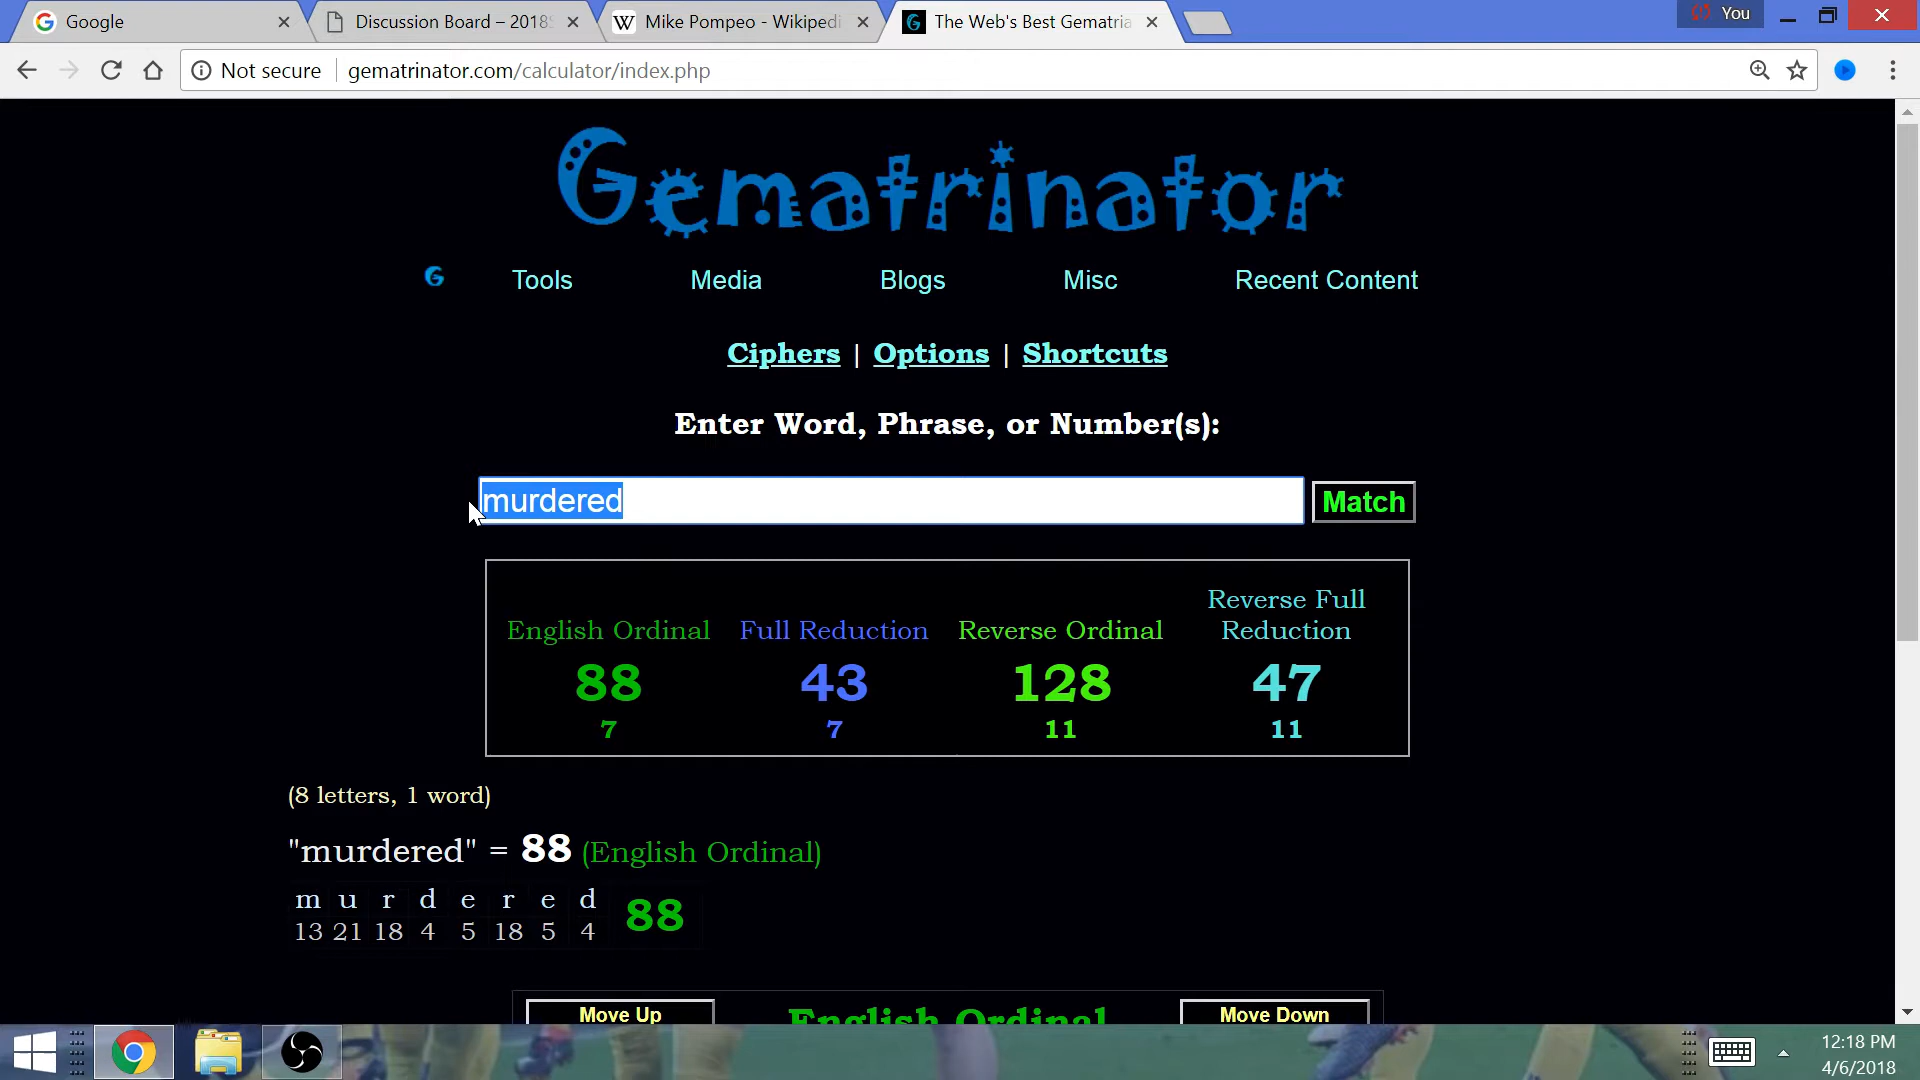 Google
Discussion Board – 2018S
Mike Pompeo - Wikipedi
The Web's Best Gematria
You
Not secure
gematrinator.com/calculator/index.php
Gematrinator
G Tools Media Blogs Misc Recent Content
Ciphers | Options | Shortcuts
Enter Word, Phrase, or Number(s):
murdered Match
English Ordinal Full Reduction Reverse Ordinal Reverse Full Reduction
88 43 128 47
7 7 11 11
(8 letters, 1 word)
"murdered" = 88 (English Ordinal)
m u r d e r e d 88
13 21 18 4 5 18 5 4
Move Up English Ordinal Move Down
12:18 PM
4/6/2018